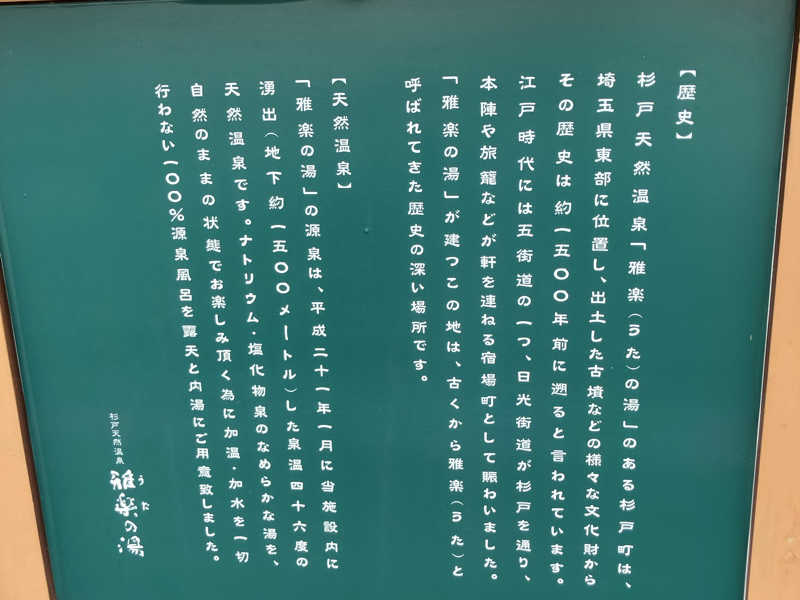 【歴史】
杉戸天然温泉「雅楽(うた)の湯」のある杉戸町は、
埼玉県東部に位置し、出土した古墳などの様々な文化財から
その歴史は約一五〇〇年前に遡ると言われています。
江戸時代には五街道の一つ、日光街道が杉戸を通り、
本陣や旅籠などが軒を連ねる宿場町として賑わいました。
「雅楽の湯」が建つこの地は、古くから雅楽(うた)と
呼ばれてきた歴史の深い場所です。
【天然温泉】
「雅楽の湯」の源泉は、平成二十一年一月に当施設内に
湧出(地下約一五〇〇メートル)した泉温四十六度の
天然温泉です。ナトリウム・塩化物泉のなめらかな湯を、
自然のままの状態でお楽しみ頂く為に加温・加水を一切
行わない一〇〇%源泉風呂を露天と内湯にご用意致しました。
杉戸天然温泉
雅楽の湯
うた